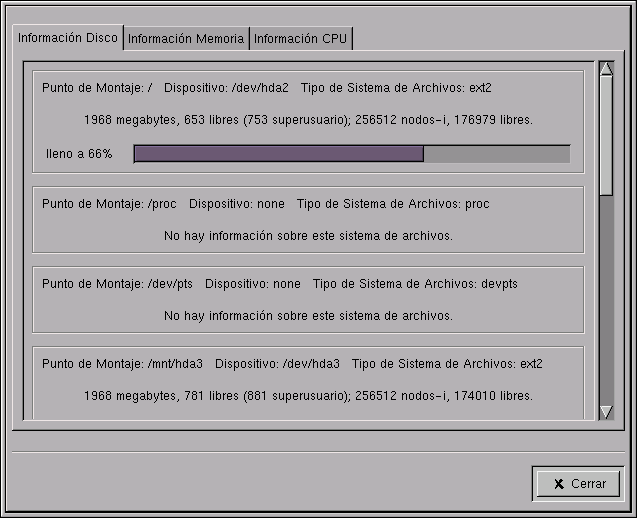 Información Disco Información Memoria Información CPU
Punto de Montaje: / Dispositivo: /dev/hda2 Tipo de Sistema de Archivos: ext2
1968 megabytes, 653 libres (753 superusuario); 256512 nodos-i, 176979 libres.
lleno a 66%
Punto de Montaje: /proc Dispositivo: none Tipo de Sistema de Archivos: proc
No hay información sobre este sistema de archivos.
Punto de Montaje: /dev/pts Dispositivo: none Tipo de Sistema de Archivos: devpts
No hay información sobre este sistema de archivos.
Punto de Montaje: /mnt/hda3 Dispositivo: /dev/hda3 Tipo de Sistema de Archivos: ext2
1968 megabytes, 781 libres (881 superusuario); 256512 nodos-i, 174010 libres.
Cerrar